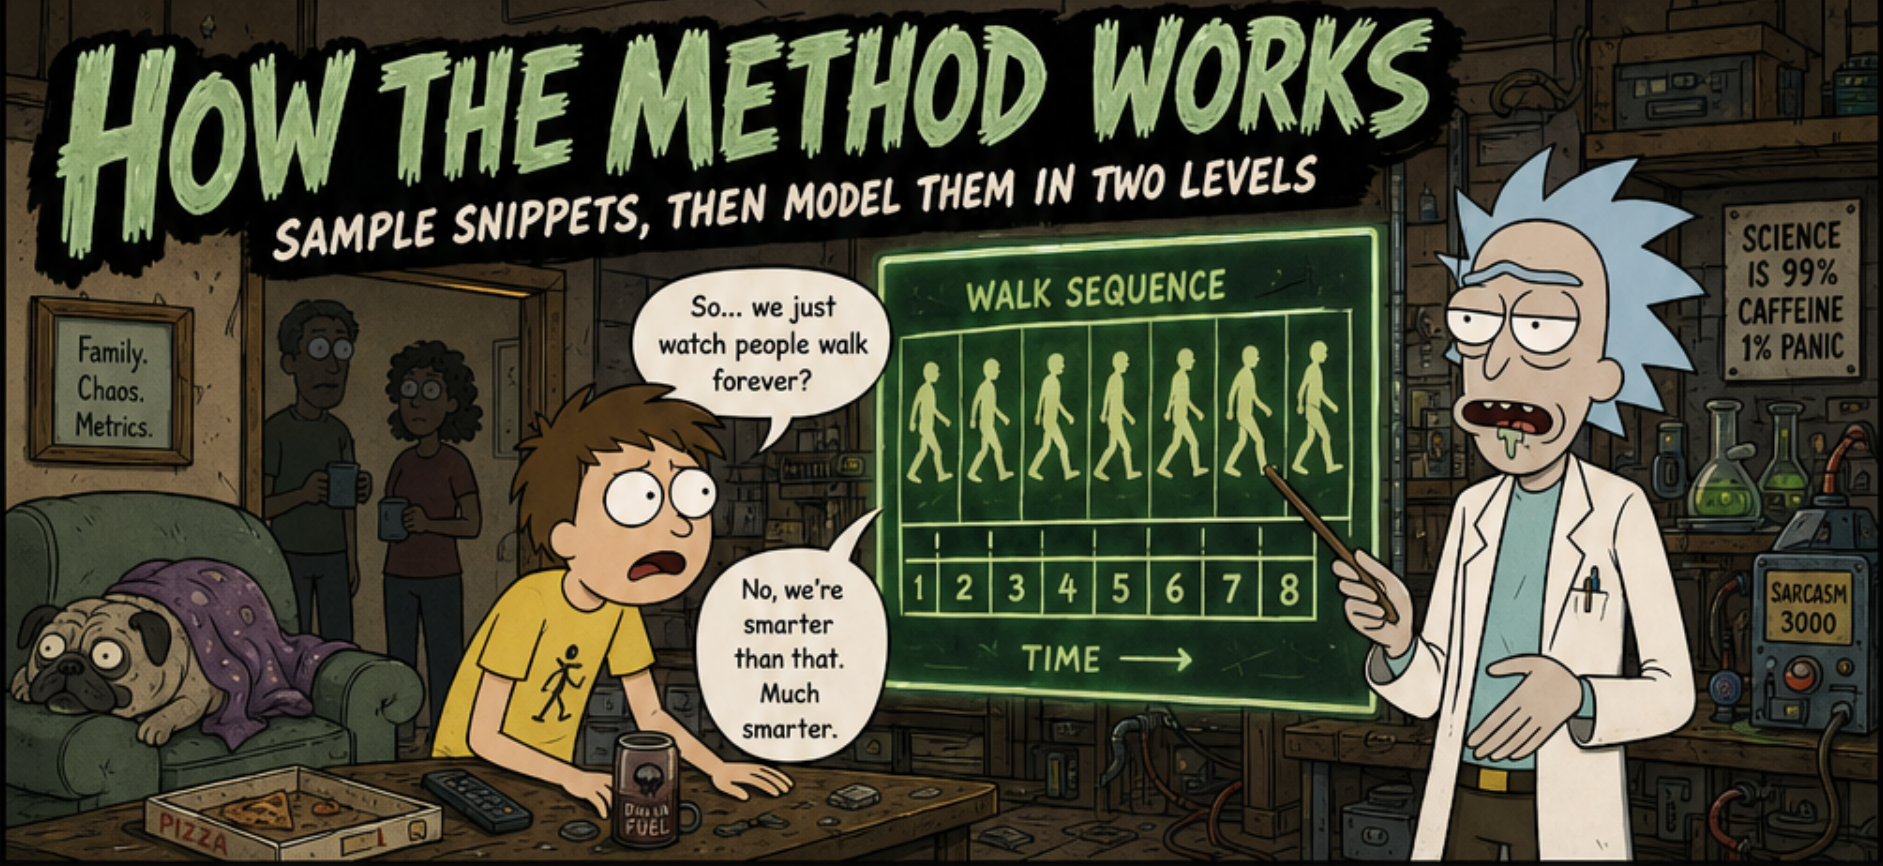 HOW THE METHOD WORKS
SAMPLE SNIPPETS, THEN MODEL THEM IN TWO LEVELS
Family.
Chaos.
Metrics.
So... we just
watch people walk
forever?
No, we're
smarter
than that.
Much
smarter.
WALK SEQUENCE
1 2 3 4 5 6 7 8
TIME →
SCIENCE
IS 99%
CAFFEINE
1% PANIC
SARCASM
3000
PIZZA
FUEL